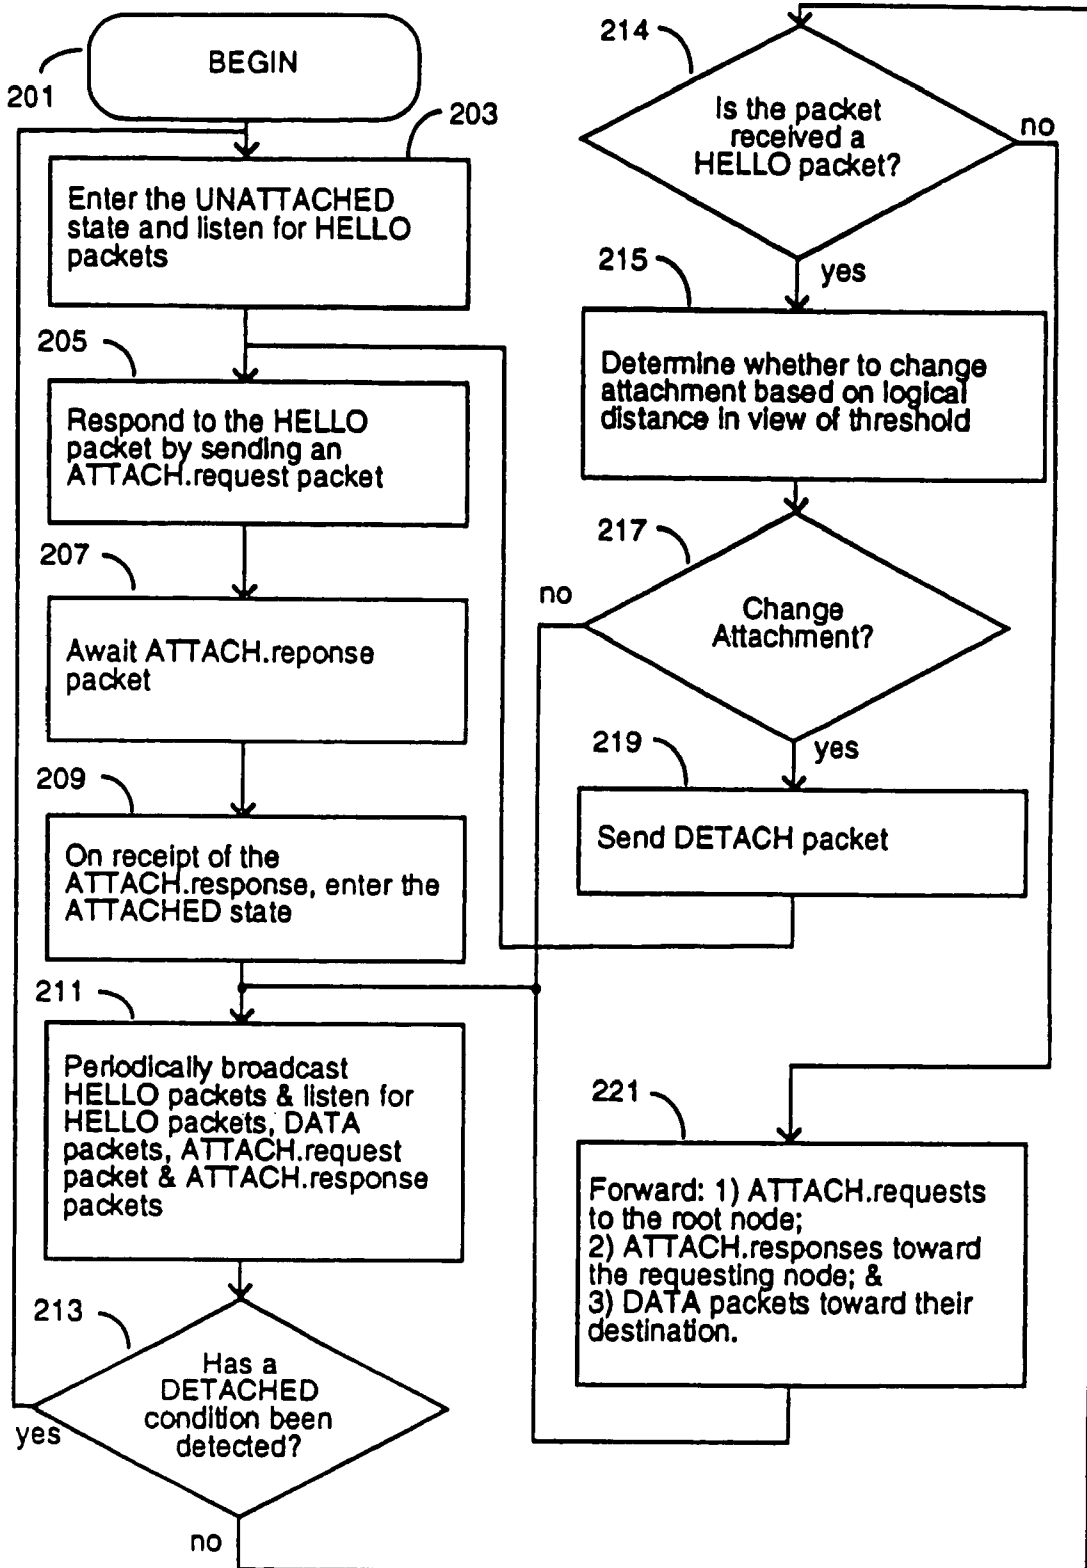 201
BEGIN
203
Enter the UNATTACHED
state and listen for HELLO
packets
205
Respond to the HELLO
packet by sending an
ATTACH.request packet
207
Await ATTACH.reponse
packet
209
On receipt of the
ATTACH.response, enter the
ATTACHED state
211
Periodically broadcast
HELLO packets & listen for
HELLO packets, DATA
packets, ATTACH.request
packet & ATTACH.response
packets
213
Has a
DETACHED
condition been
detected?
yes
no
214
Is the packet
received a
HELLO packet?
no
yes
215
Determine whether to change
attachment based on logical
distance in view of threshold
217
Change
Attachment?
no
yes
219
Send DETACH packet
221
Forward: 1) ATTACH.requests
to the root node;
2) ATTACH.responses toward
the requesting node; &
3) DATA packets toward their
destination.